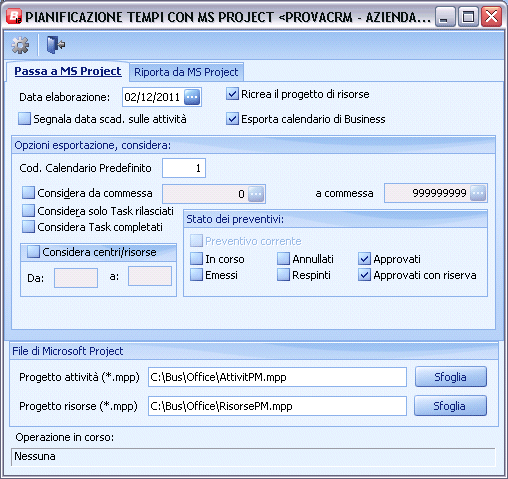 PIANIFICAZIONE TEMPI CON MS PROJECT <PROVACRM - AZIENDA...
Passa a MS Project
Riporta da MS Project
Data elaborazione: 02/12/2011 ...
Ricrea il progetto di risorse
Segnala data scad. sulle attività
Esporta calendario di Business
Opzioni esportazione, considera:
Cod. Calendario Predefinito 1
Considera da commessa 0 ... a commessa 999999999 ...
Considera solo Task rilasciati
Considera Task completati
Stato dei preventivi:
Preventivo corrente
In corso Annullati Approvati
Emessi Respinti Approvati con riserva
Considera centri/risorse
Da: a:
File di Microsoft Project
Progetto attività (*.mpp) C:\Bus\Office\AttivitPM.mpp Sfoglia
Progetto risorse (*.mpp) C:\Bus\Office\RisorsePM.mpp Sfoglia
Operazione in corso:
Nessuna